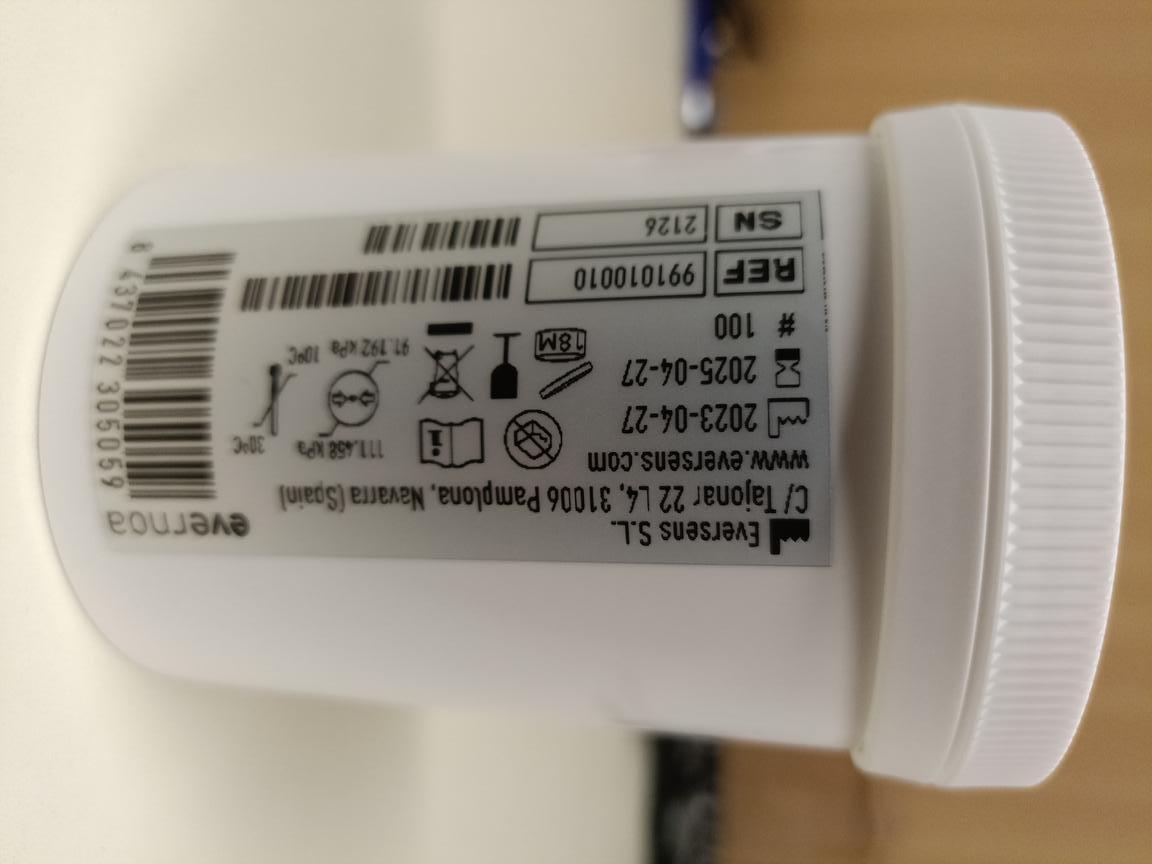 Eversens S.L.
C/ Tajonar 22 L4, 31006 Pamplona, Navarra (Spain)
www.eversens.com
2023-04-27
2025-04-27
# 100
REF 991010010
SN 2126
18M
111.458 kPa
91.192 kPa
30ºC
10ºC
evernoa
8 437022 305059